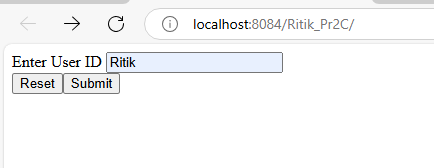 localhost:8084/Ritik_Pr2C/
Enter User ID Ritik
Reset Submit